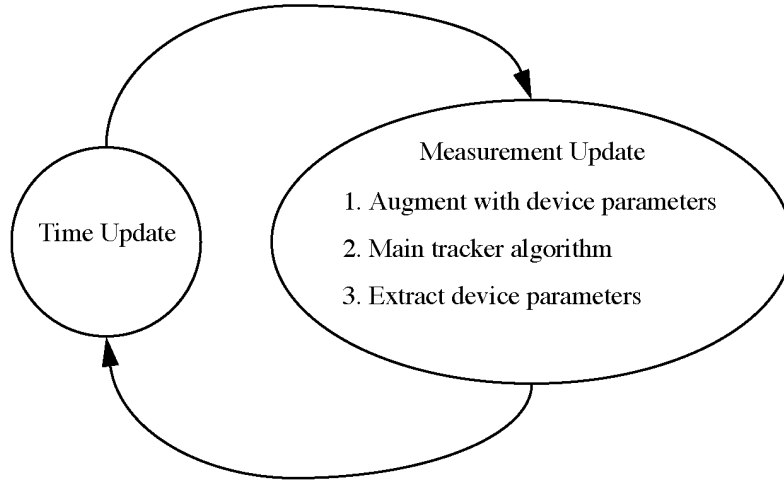 Time Update
Measurement Update
1. Augment with device parameters
2. Main tracker algorithm
3. Extract device parameters